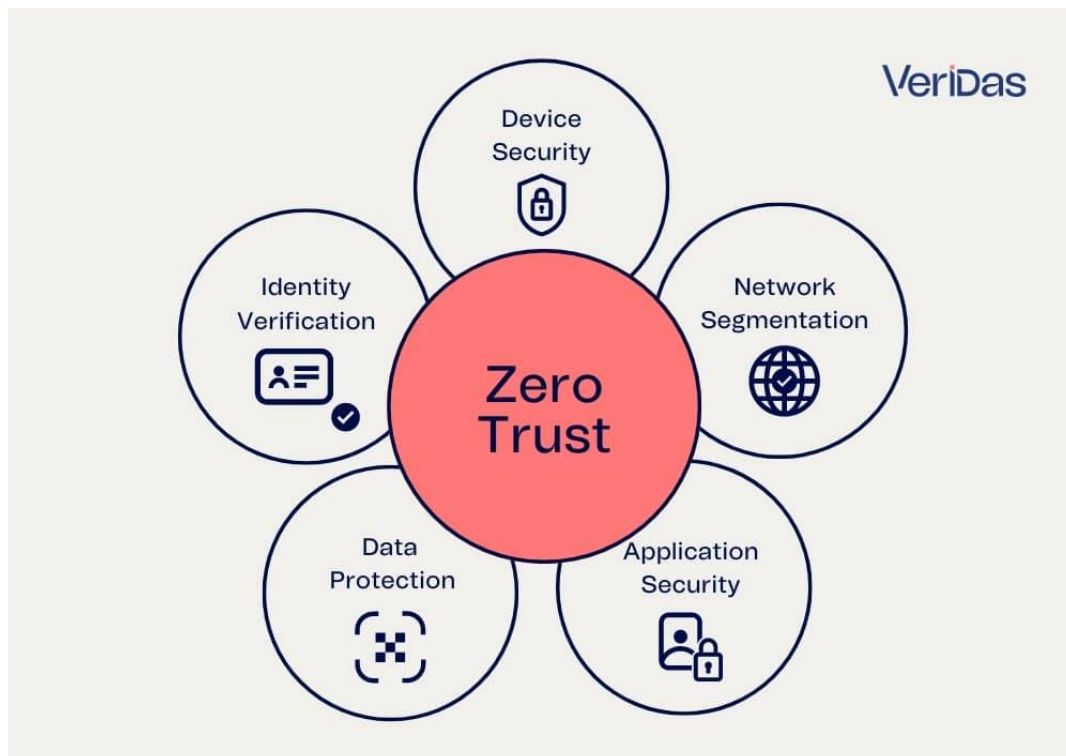 VeriDas
Device
Security
Identity
Verification
Network
Segmentation
Zero
Trust
Data
Protection
Application
Security